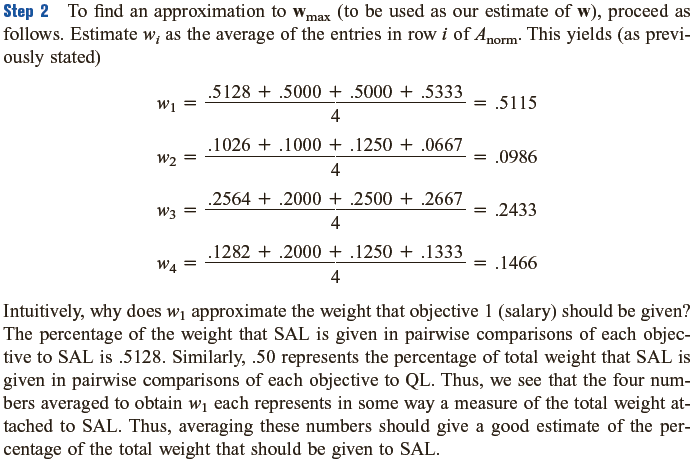 Step 2 To find an approximation to w_max (to be used as our estimate of w), proceed as
follows. Estimate w_i as the average of the entries in row i of A_norm. This yields (as previ-
ously stated)
w_1 = (.5128 + .5000 + .5000 + .5333) / 4 = .5115
w_2 = (.1026 + .1000 + .1250 + .0667) / 4 = .0986
w_3 = (.2564 + .2000 + .2500 + .2667) / 4 = .2433
w_4 = (.1282 + .2000 + .1250 + .1333) / 4 = .1466
Intuitively, why does w_1 approximate the weight that objective 1 (salary) should be given?
The percentage of the weight that SAL is given in pairwise comparisons of each objec-
tive to SAL is .5128. Similarly, .50 represents the percentage of total weight that SAL is
given in pairwise comparisons of each objective to QL. Thus, we see that the four num-
bers averaged to obtain w_1 each represents in some way a measure of the total weight at-
tached to SAL. Thus, averaging these numbers should give a good estimate of the per-
centage of the total weight that should be given to SAL.